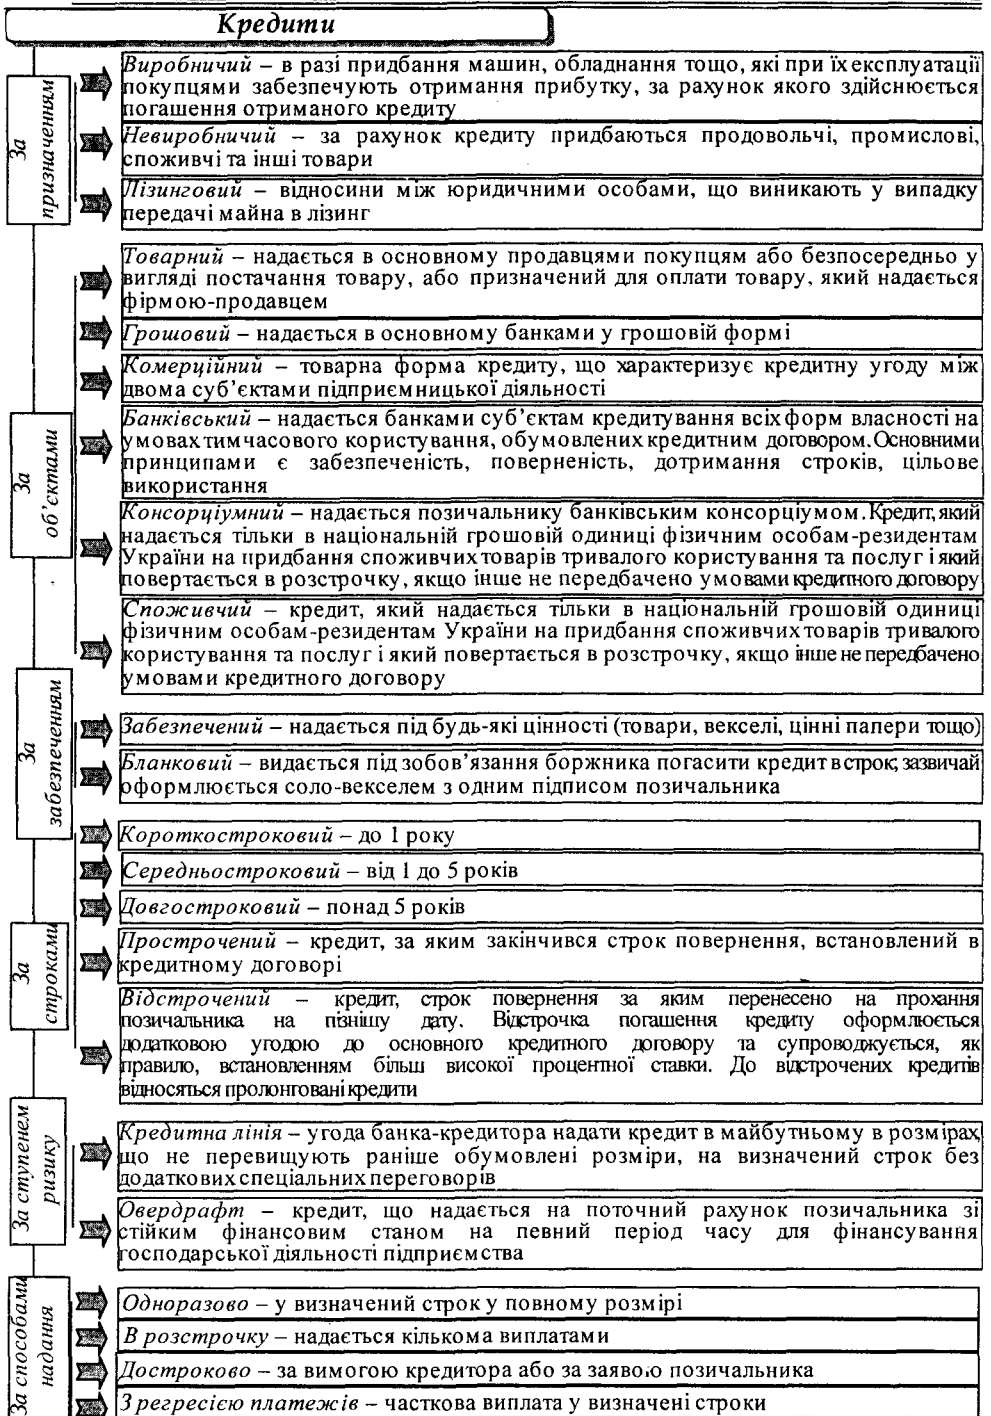 Кредити
За
призначенням
Виробничий – в разі придбання машин, обладнання тощо, які при їх експлуатації
покупцями забезпечують отримання прибутку, за рахунок якого здійснюється
погашення отриманого кредиту
Невиробничий – за рахунок кредиту придбаються продовольчі, промислові,
споживчі та інші товари
Лізинговий – відносини між юридичними особами, що виникають у випадку
передачі майна в лізинг
За
об’єктами
Товарний – надається в основному продавцями покупцям або безпосередньо у
вигляді постачання товару, або призначений для оплати товару, який надається
фірмою-продавцем
Грошовий – надається в основному банками у грошовій формі
Комерційний – товарна форма кредиту, що характеризує кредитну угоду між
двома суб’єктами підприємницької діяльності
Банківський – надається банками суб’єктам кредитування всіх форм власності на
умовах тимчасового користування, обумовлених кредитним договором. Основними
принципами є забезпеченість, поверненість, дотримання строків, цільове
використання
Консорціумний – надається позичальнику банківським консорціумом. Кредит, який
надається тільки в національній грошовій одиниці фізичним особам-резидентам
України на придбання споживчих товарів тривалого користування та послуг і який
повертається в розстрочку, якщо інше не передбачено умовами кредитного договору
Споживчий – кредит, який надається тільки в національній грошовій одиниці
фізичним особам-резидентам України на придбання споживчих товарів тривалого
користування та послуг і який повертається в розстрочку, якщо інше не передбачено
умовами кредитного договору
За
забезпеченням
Забезпечений – надається під будь-які цінності (товари, векселі, цінні папери тощо)
Бланковий – видається під зобов’язання боржника погасити кредит в строк; зазвичай
оформлюється соло-векселем з одним підписом позичальника
За
строками
Короткостроковий – до 1 року
Середньостроковий – від 1 до 5 років
Довгостроковий – понад 5 років
Прострочений – кредит, за яким закінчився строк повернення, встановлений в
кредитному договорі
Відстрочений – кредит, строк повернення за яким перенесено на прохання
позичальника на пізнішу дату. Відстрочка погашення кредиту оформлюється
додатковою угодою до основного кредитного договору та супроводжується, як
правило, встановленням більш високої процентної ставки. До відстрочених кредитів
відносяться пролонговані кредити
За ступенем
ризику
Кредитна лінія – угода банка-кредитора надати кредит в майбутньому в розмірах,
що не перевищують раніше обумовлені розміри, на визначений строк без
додаткових спеціальних переговорів
Овердрафт – кредит, що надається на поточний рахунок позичальника зі
стійким фінансовим станом на певний період часу для фінансування
господарської діяльності підприємства
За способами
надання
Одноразово – у визначений строк у повному розмірі
В розстрочку – надається кількома виплатами
Достроково – за вимогою кредитора або за заявою позичальника
З регресією платежів – часткова виплата у визначені строки